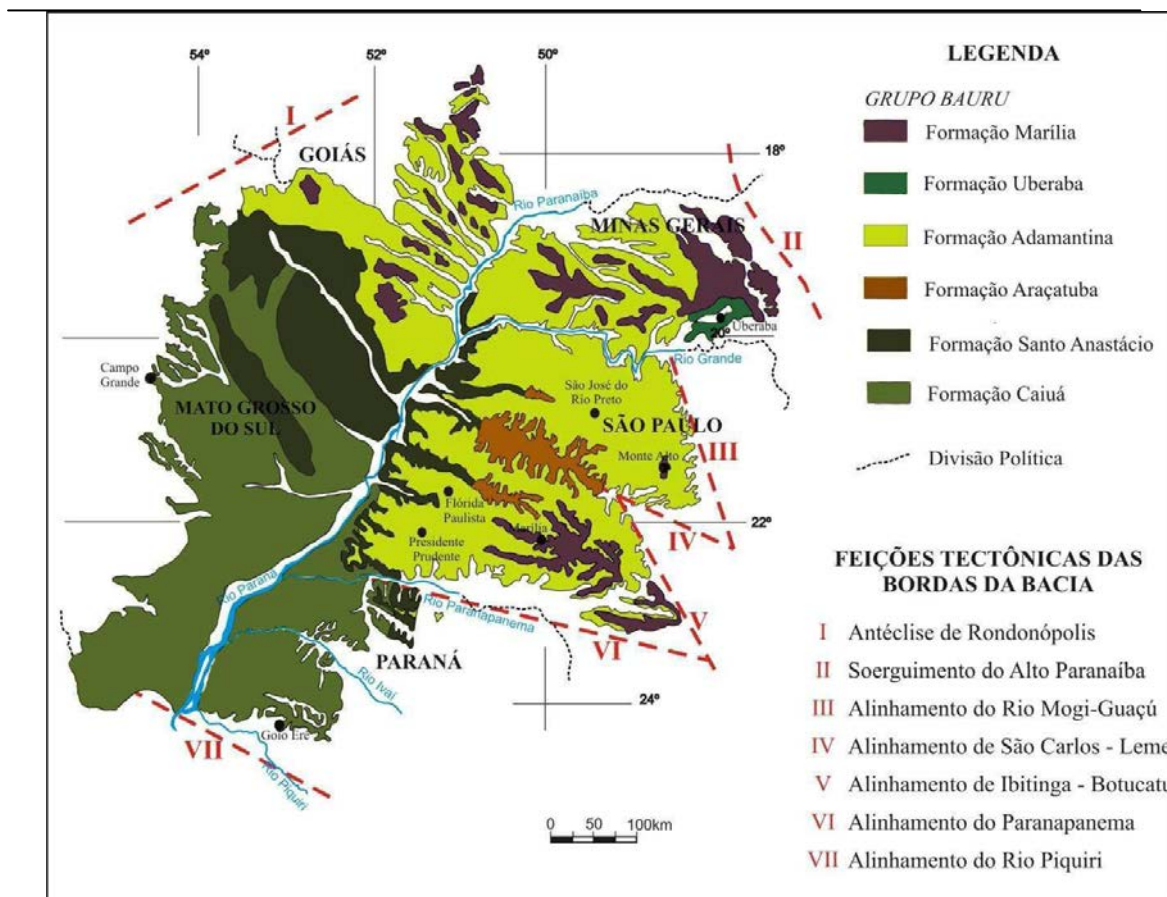 54º
52º
50º
I
GOIÁS
18º
Rio Paranaíba
MINAS GERAIS
II
Uberaba
20º
Rio Grande
Campo
Grande
São José do
Rio Preto
MATO GROSSO
DO SUL
SÃO PAULO
Monte Alto
III
Flórida
Paulista
Marília
22º
IV
Presidente
Prudente
Rio Paraná
Rio Paranapanema
V
VI
PARANÁ
Rio Ivaí
24º
Goio Erê
VII
Rio Piquiri
0 50 100km
LEGENDA
GRUPO BAURU
Formação Marília
Formação Uberaba
Formação Adamantina
Formação Araçatuba
Formação Santo Anastácio
Formação Caiuá
Divisão Política
FEIÇÕES TECTÔNICAS DAS
BORDAS DA BACIA
I Antéclise de Rondonópolis
II Soerguimento do Alto Paranaíba
III Alinhamento do Rio Mogi-Guaçú
IV Alinhamento de São Carlos - Leme
V Alinhamento de Ibitinga - Botucatu
VI Alinhamento do Paranapanema
VII Alinhamento do Rio Piquiri